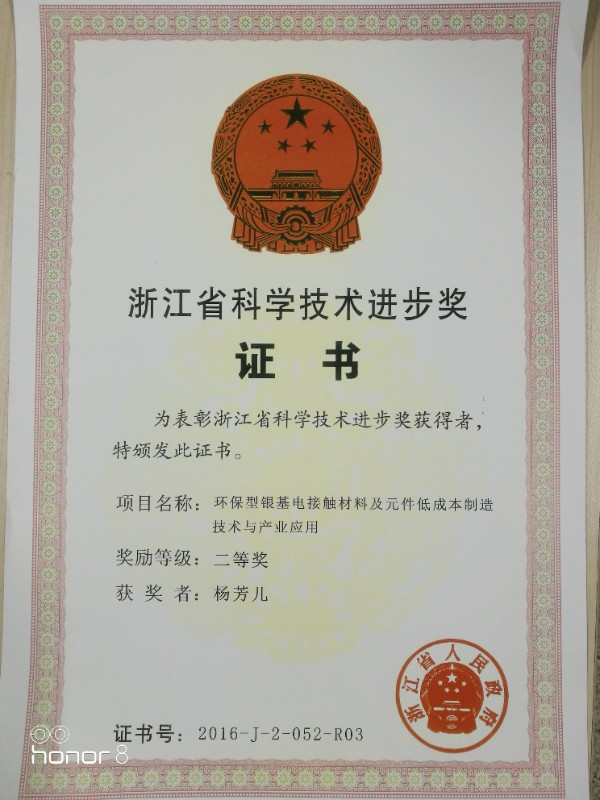 浙江省科学技术进步奖
证 书
为表彰浙江省科学技术进步奖获得者，
特颁发此证书。
项目名称：环保型银基电接触材料及元件低成本制造
技术与产业应用
奖励等级：二等奖
获 奖 者：杨芳儿
浙江省人民政府
证书号：2016-J-2-052-R03
honor 8